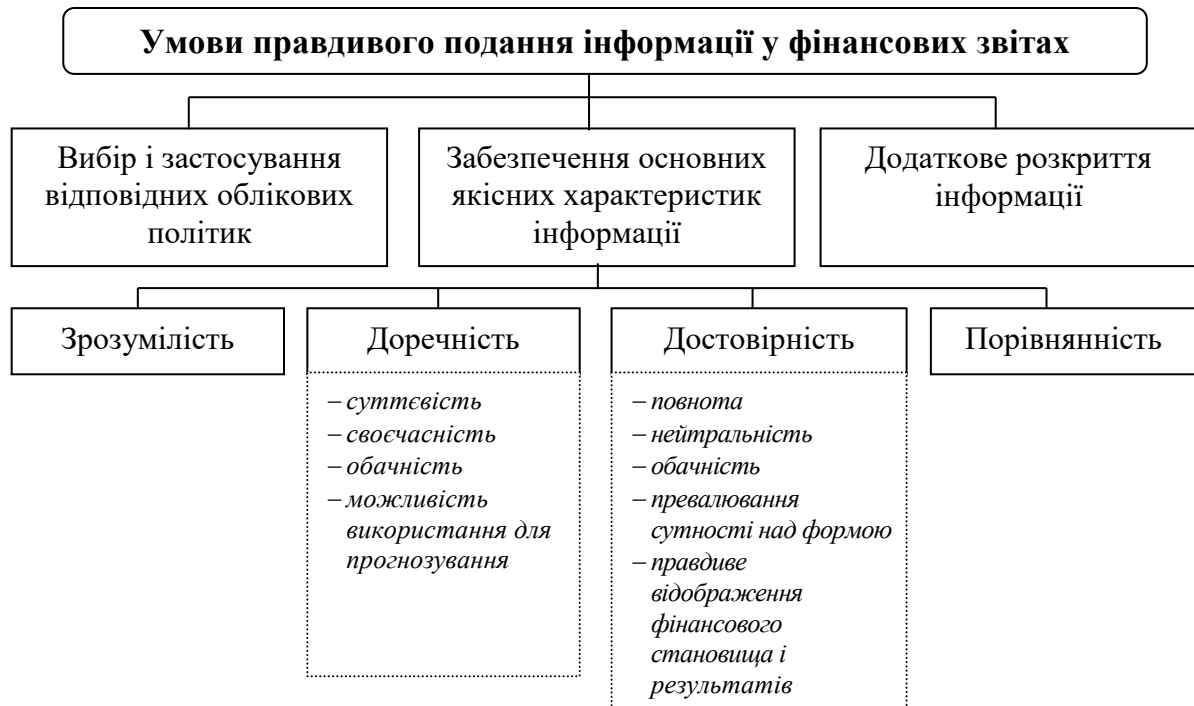 Умови правдивого подання інформації у фінансових звітах
Вибір і застосування
відповідних облікових
політик
Забезпечення основних
якісних характеристик
інформації
Додаткове розкриття
інформації
Зрозумілість
Доречність
– суттєвість
– своєчасність
– обачність
– можливість
використання для
прогнозування
Достовірність
– повнота
– нейтральність
– обачність
– превалювання
сутності над формою
– правдиве
відображення
фінансового
становища і
результатів
Порівнянність